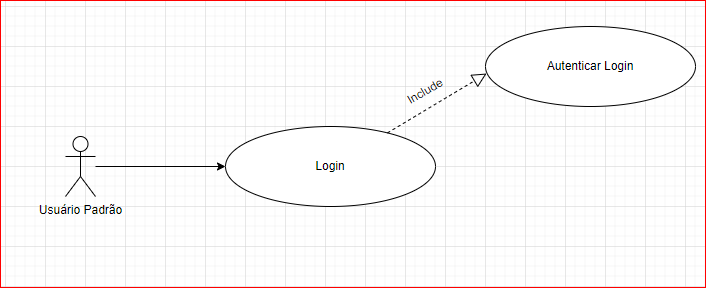 Autenticar Login
Include
Login
Usuário Padrão